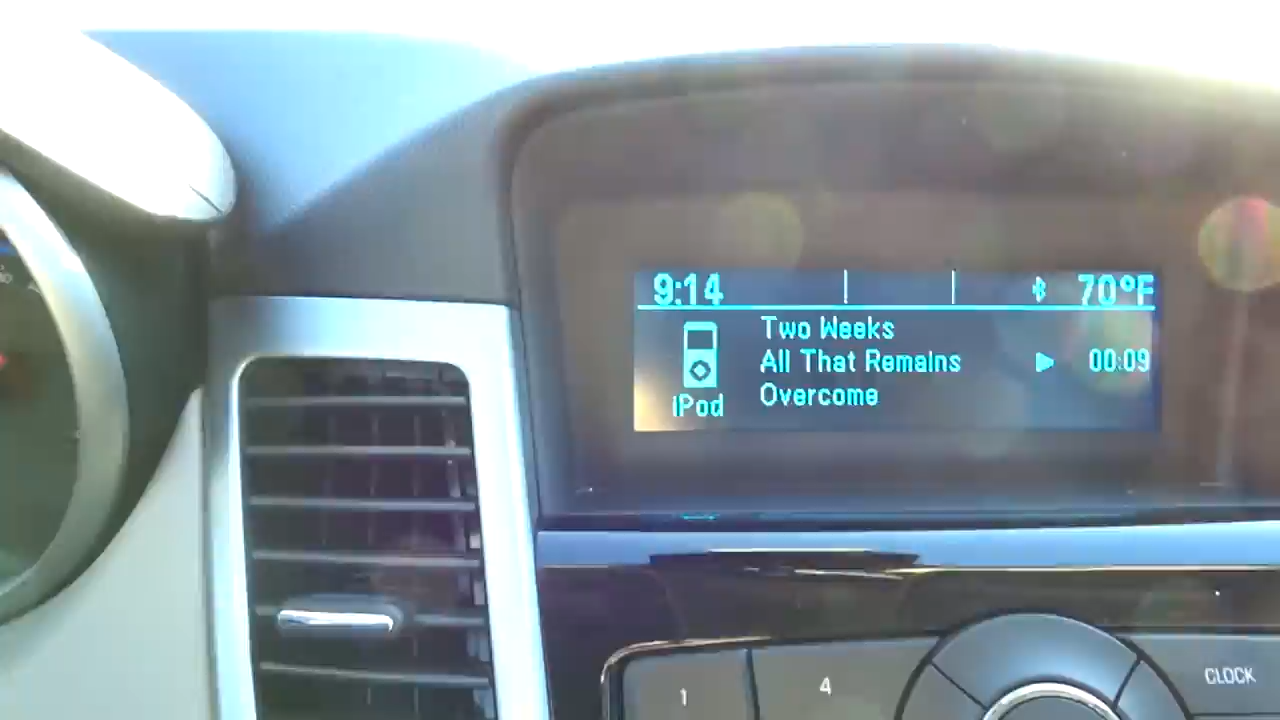 9:14 70°F
Two Weeks
All That Remains 00:09
iPod Overcome
1 4 CLOCK